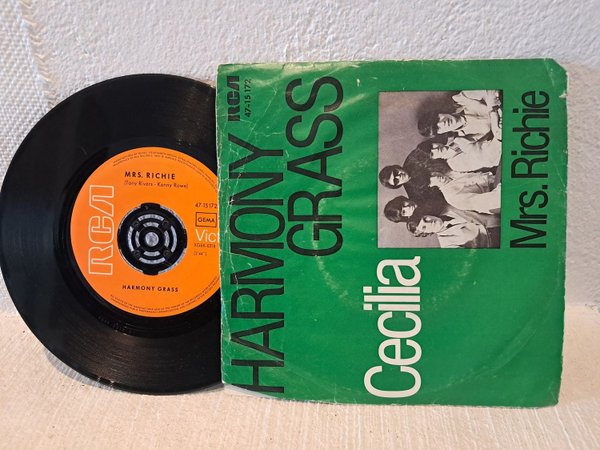 MRS. RICHIE
(Tony Rivers - Kenny Rowe)
47-15172
GEMA
RCA
Vic
HARMONY GRASS
RCA
47-15 172
HARMONY
GRASS
Cecilia
Mrs. Richie